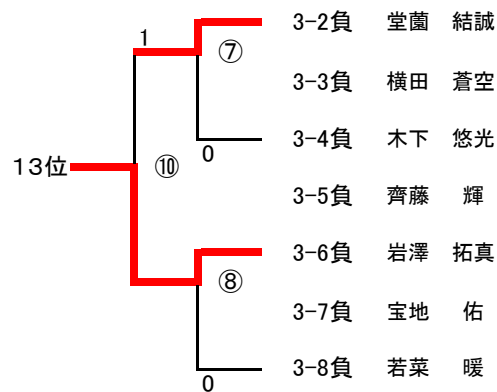 3-2負 堂薗 結誠
1
⑦
3-3負 横田 蒼空
3-4負 木下 悠光
0
13位
⑩
3-5負 齊藤 輝
3-6負 岩澤 拓真
⑧
3-7負 宝地 佑
3-8負 若菜 暖
0